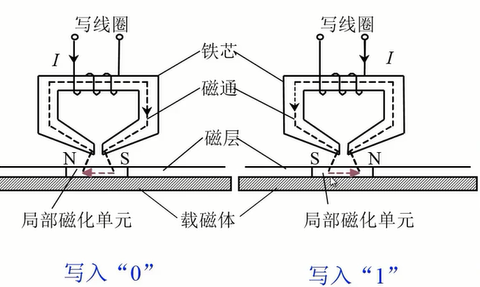 写线圈 写线圈
I 铁芯 I
磁通
磁层
N S S N
局部磁化单元 载磁体 局部磁化单元
写入“0” 写入“1”